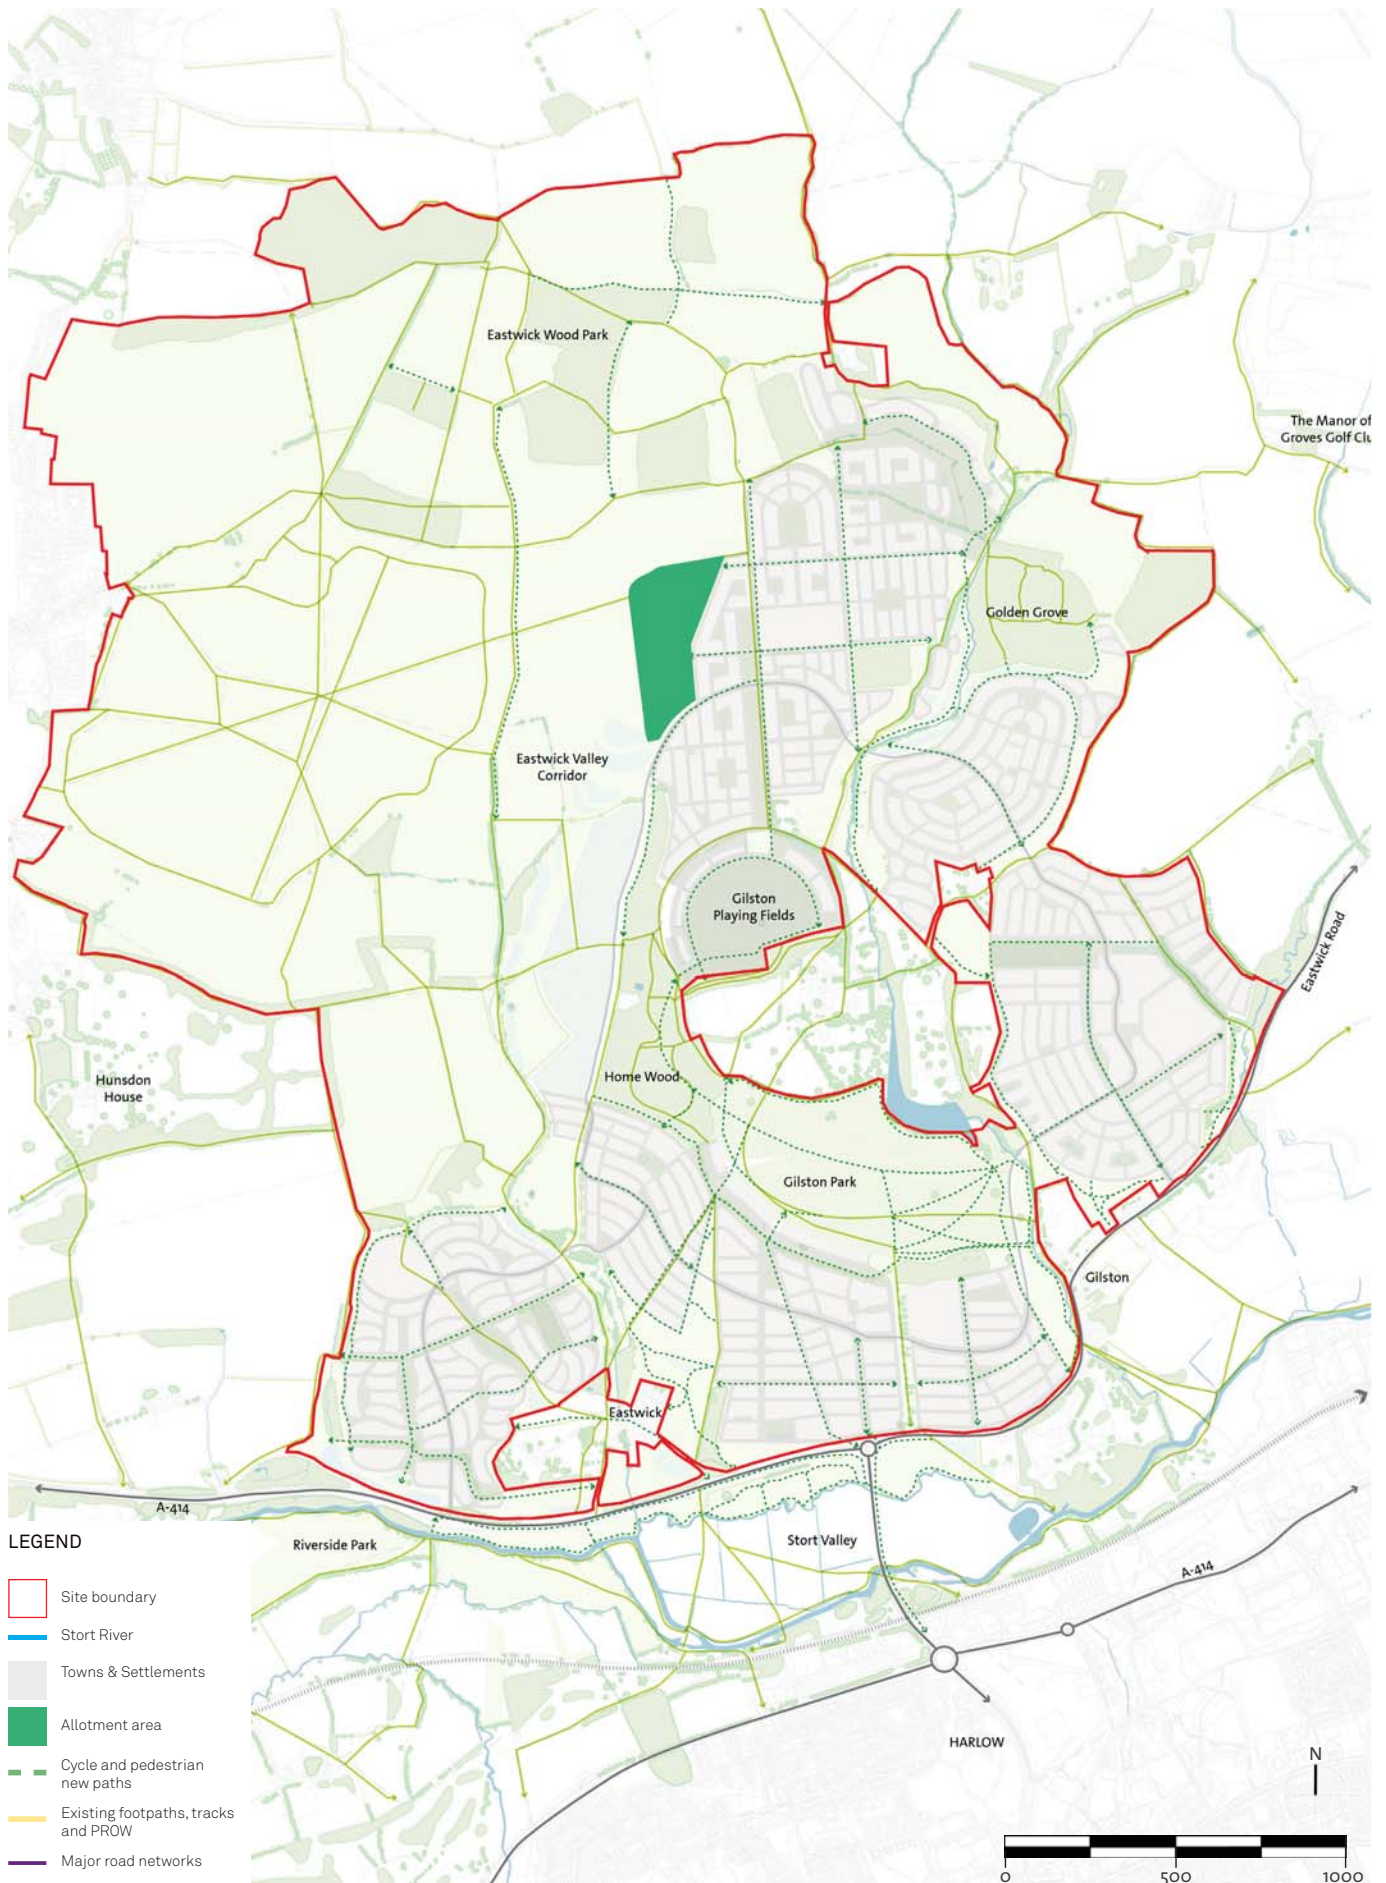 Eastwick Wood Park
The Manor of
Groves Golf Clu
Golden Grove
Eastwick Valley
Corridor
Gilston
Playing Fields
Eastwick Road
Hunsdon
House
Home Wood
Gilston Park
Gilston
Eastwick
A-414
Riverside Park
Stort Valley
A-414
HARLOW
LEGEND
Site boundary
Stort River
Towns & Settlements
Allotment area
Cycle and pedestrian
new paths
Existing footpaths, tracks
and PROW
Major road networks
N
0 500 1000